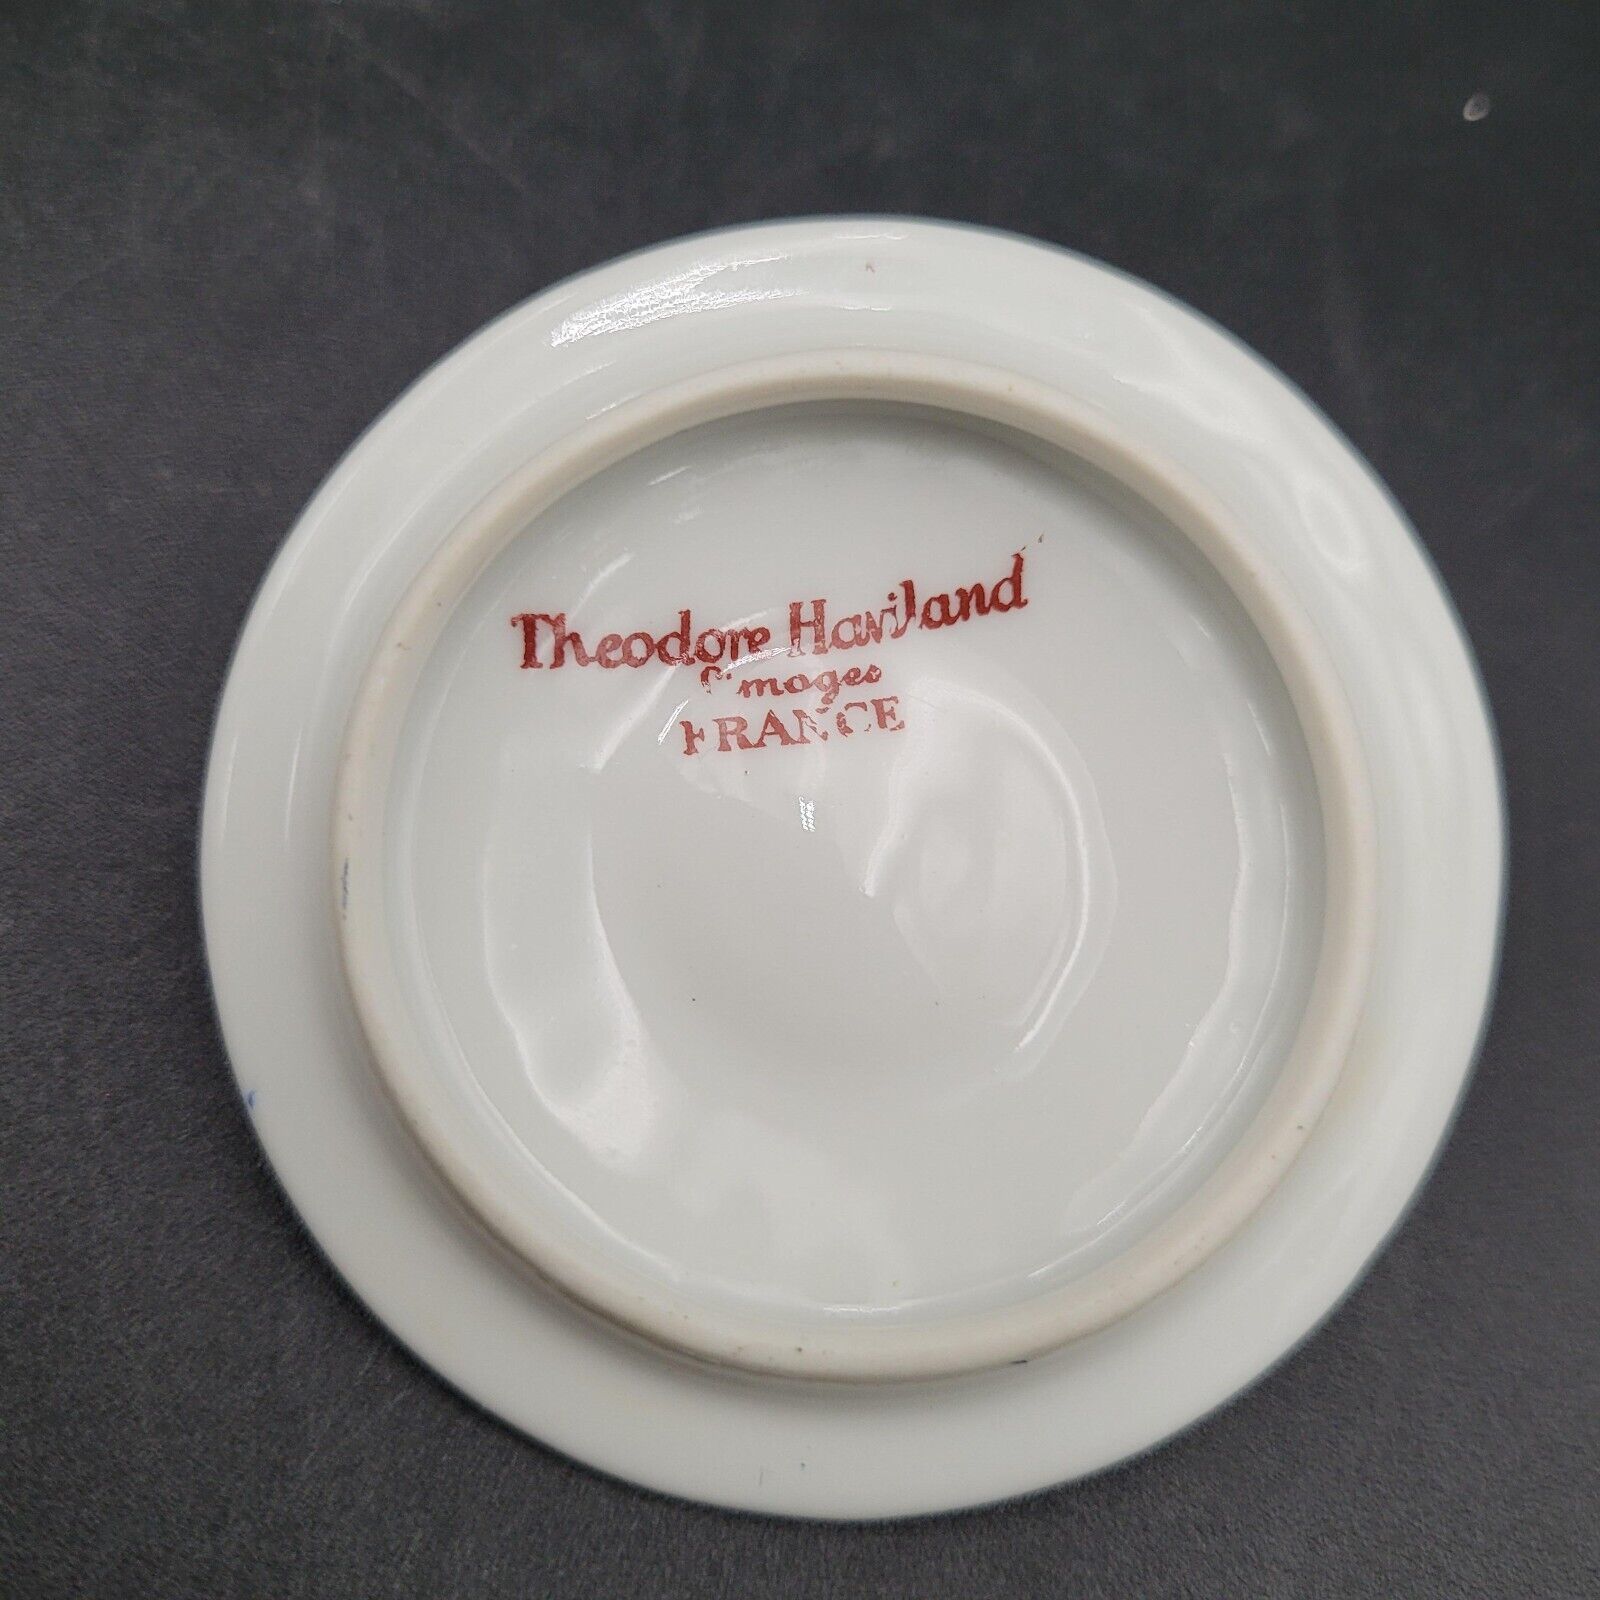 Theodore Haviland
Limoges
FRANCE